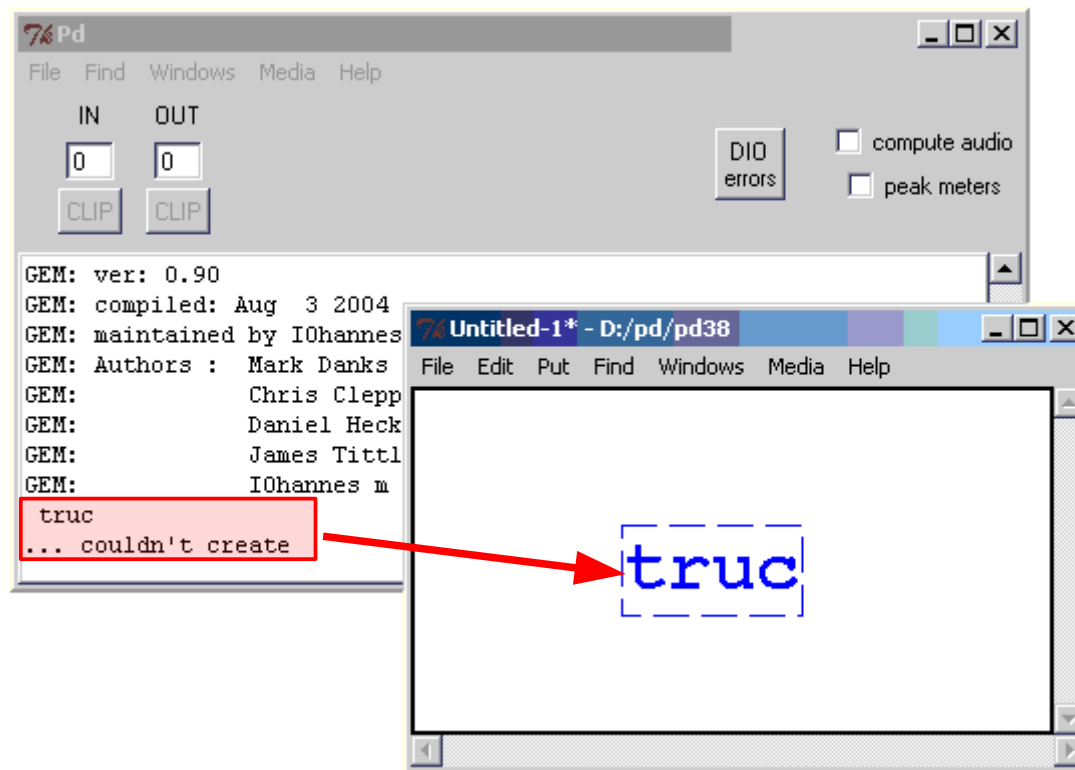 Pd
File Find Windows Media Help
IN OUT
0 0
CLIP CLIP
DIO
errors
compute audio
peak meters
GEM: ver: 0.90
GEM: compiled: Aug 3 2004
GEM: maintained by IOhannes
GEM: Authors : Mark Danks
GEM: Chris Clepp
GEM: Daniel Heck
GEM: James Tittl
GEM: IOhannes m
truc
... couldn't create
Untitled-1* - D:/pd/pd38
File Edit Put Find Windows Media Help
truc